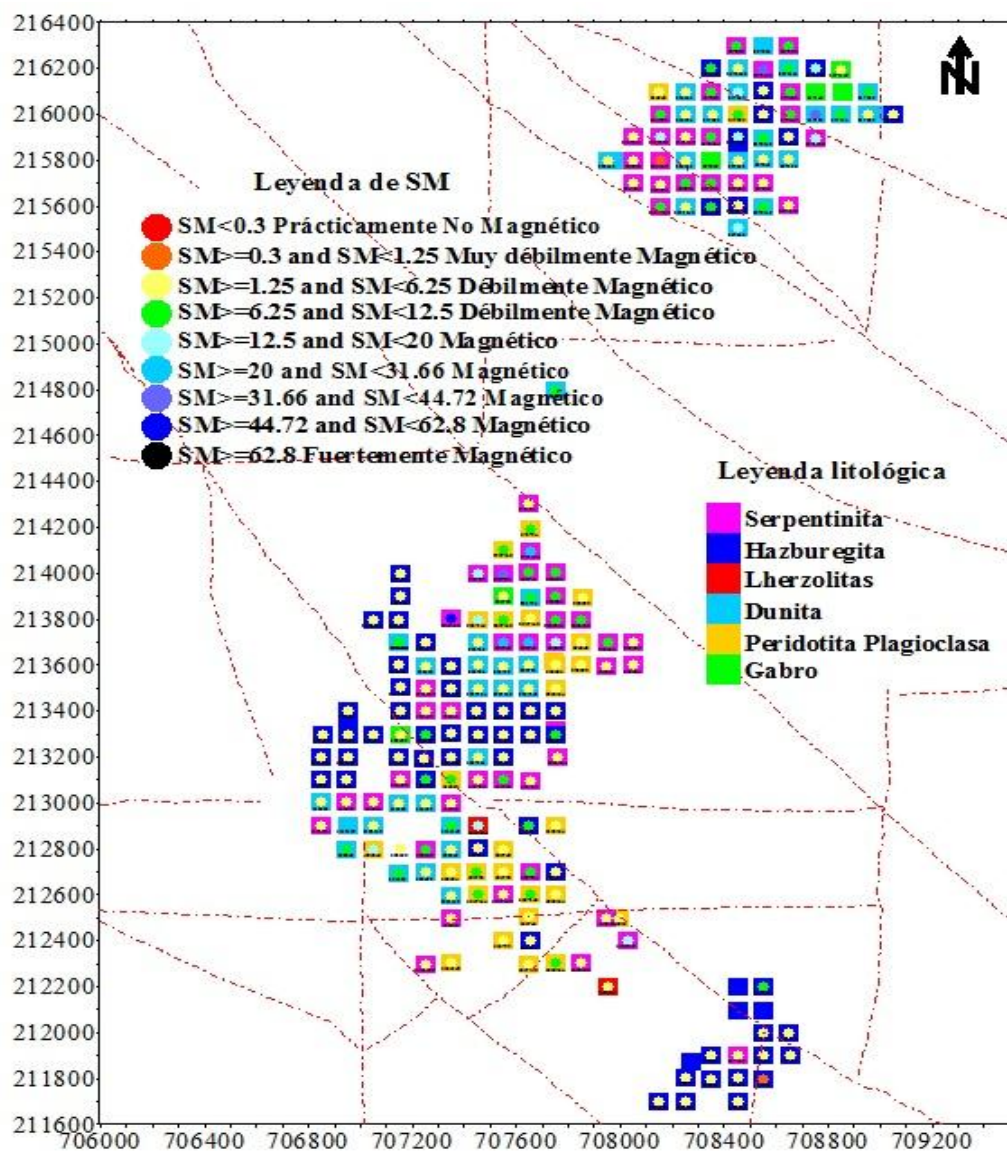 216400
216200
216000
215800
215600
215400
215200
215000
214800
214600
214400
214200
214000
213800
213600
213400
213200
213000
212800
212600
212400
212200
212000
211800
211600
N
Leyenda de SM
SM<0.3 Prácticamente No Magnético
SM>=0.3 and SM<1.25 Muy débilmente Magnético
SM>=1.25 and SM<6.25 Débilmente Magnético
SM>=6.25 and SM<12.5 Débilmente Magnético
SM>=12.5 and SM<20 Magnético
SM>=20 and SM<31.66 Magnético
SM>=31.66 and SM<44.72 Magnético
SM>=44.72 and SM<62.8 Magnético
SM>=62.8 Fuertemente Magnético
Leyenda litológica
Serpentinita
Hazburegita
Lherzolitas
Dunita
Peridotita Plagioclasa
Gabro
706000 706400 706800 707200 707600 708000 708400 708800 709200